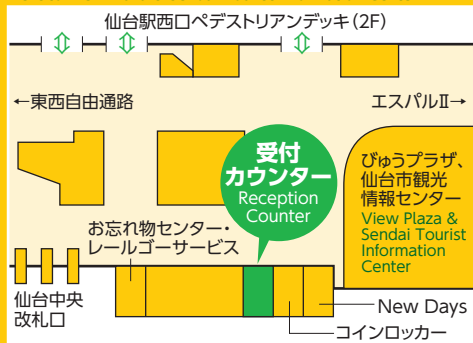 仙台駅西口ペデストリアンデッキ(2F)
←東西自由通路
エスパルⅡ→
受付
カウンター
Reception
Counter
びゅうプラザ、
仙台市観光
情報センター
View Plaza &
Sendai Tourist
Information
Center
お忘れ物センター・
レールゴーサービス
仙台中央
改札口
New Days
コインロッカー